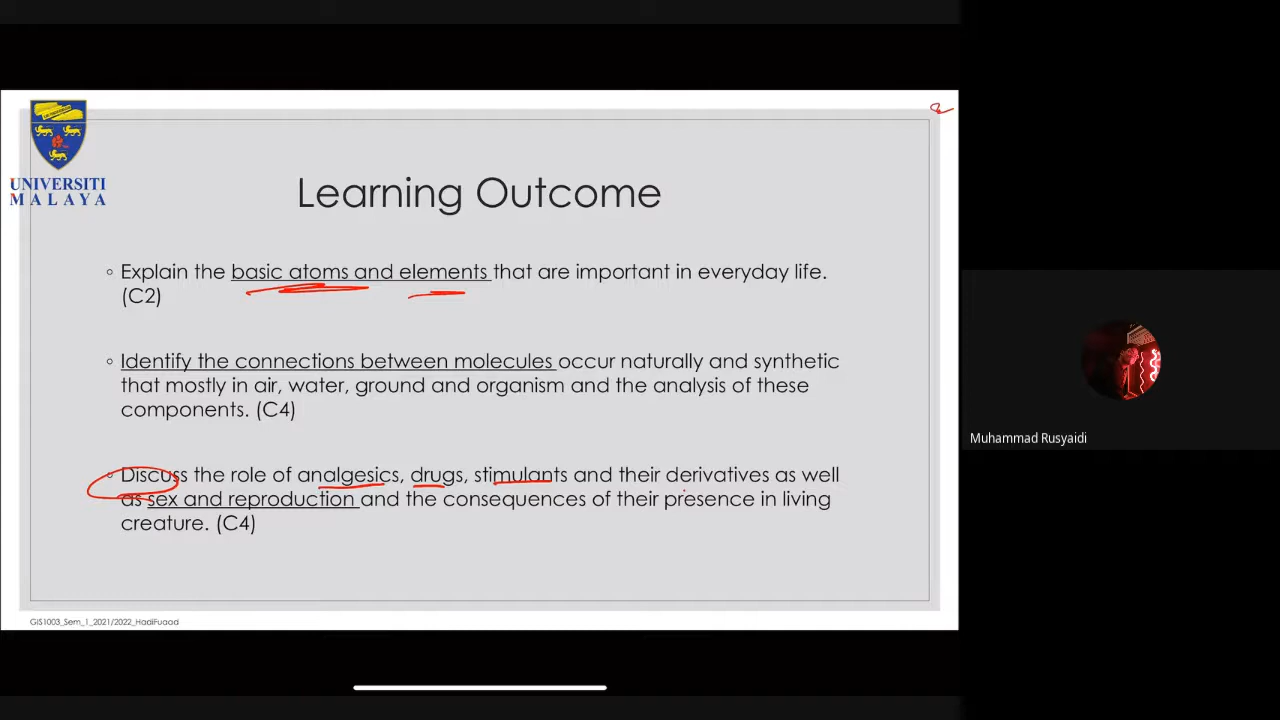 UNIVERSITI
MALAYA
Learning Outcome
◦ Explain the basic atoms and elements that are important in everyday life.
(C2)
◦ Identify the connections between molecules occur naturally and synthetic
that mostly in air, water, ground and organism and the analysis of these
components. (C4)
◦ Discuss the role of analgesics, drugs, stimulants and their derivatives as well
as sex and reproduction and the consequences of their presence in living
creature. (C4)
GIS1003_Sem_1_2021/2022_HadiFuaod
Muhammad Rusyaidi